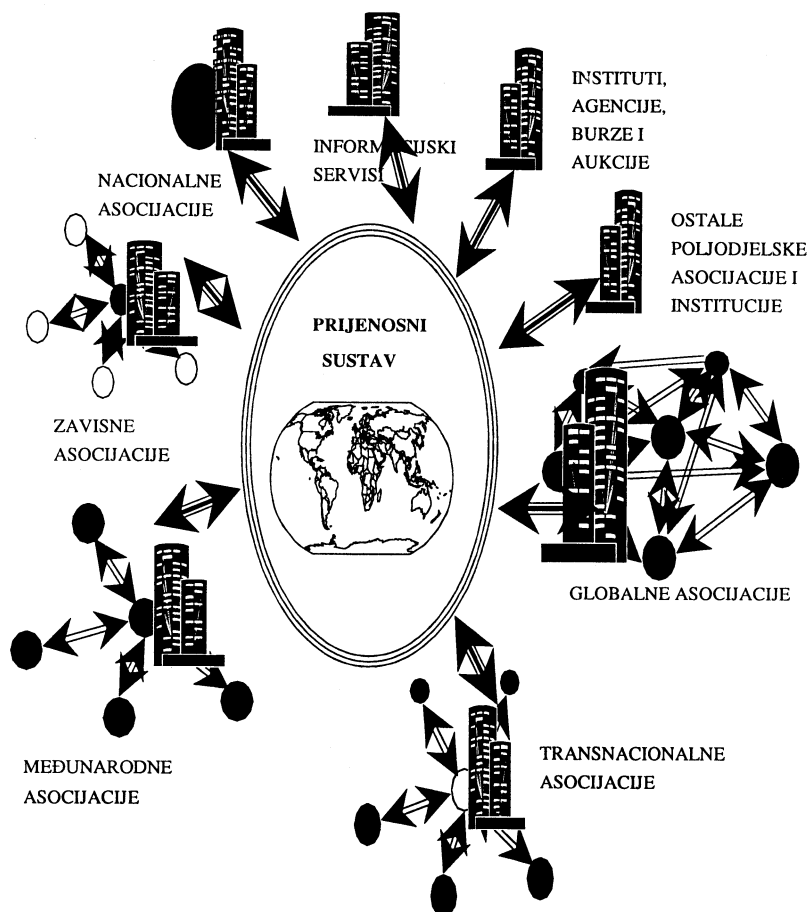 INSTITUTI,
AGENCIJE,
BURZE I
AUKCIJE
INFORMACIJSKI
SERVISI
NACIONALNE
ASOCIJACIJE
OSTALE
POLJODJELSKE
ASOCIJACIJE I
INSTITUCIJE
PRIJENOSNI
SUSTAV
ZAVISNE
ASOCIJACIJE
GLOBALNE ASOCIJACIJE
MEĐUNARODNE
ASOCIJACIJE
TRANSNACIONALNE
ASOCIJACIJE